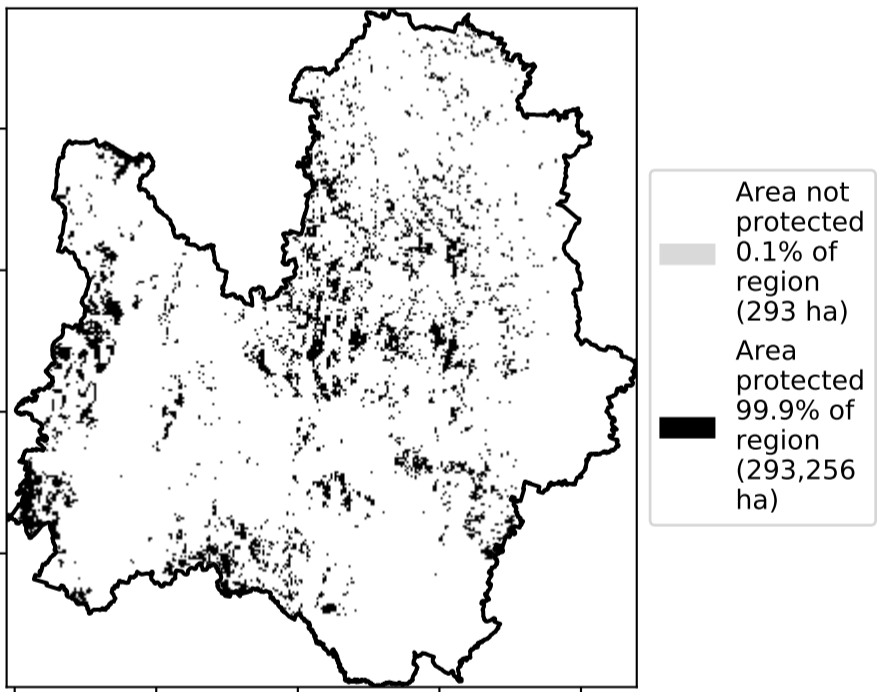 Area not
protected
0.1% of
region
(293 ha)
Area
protected
99.9% of
region
(293,256
ha)